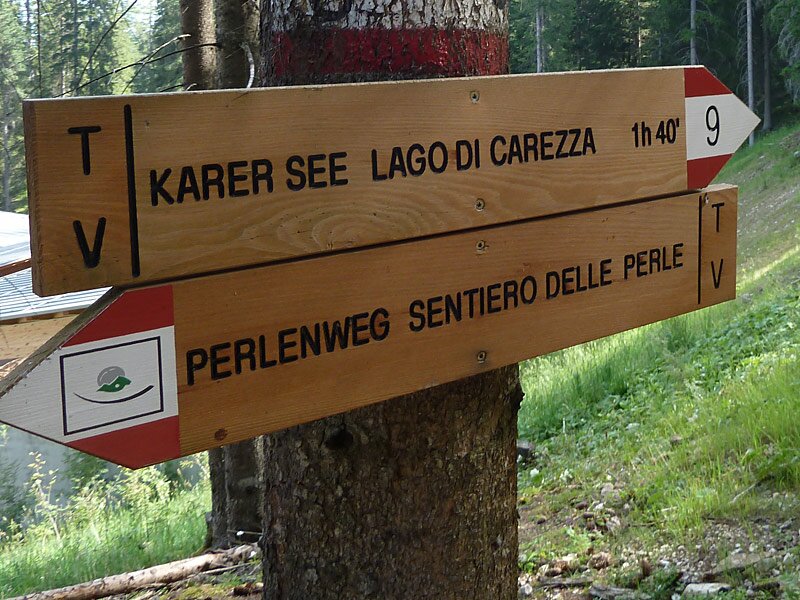 T V KARER SEE LAGO DI CAREZZA 1h 40' 9
PERLENWEG SENTIERO DELLE PERLE T V